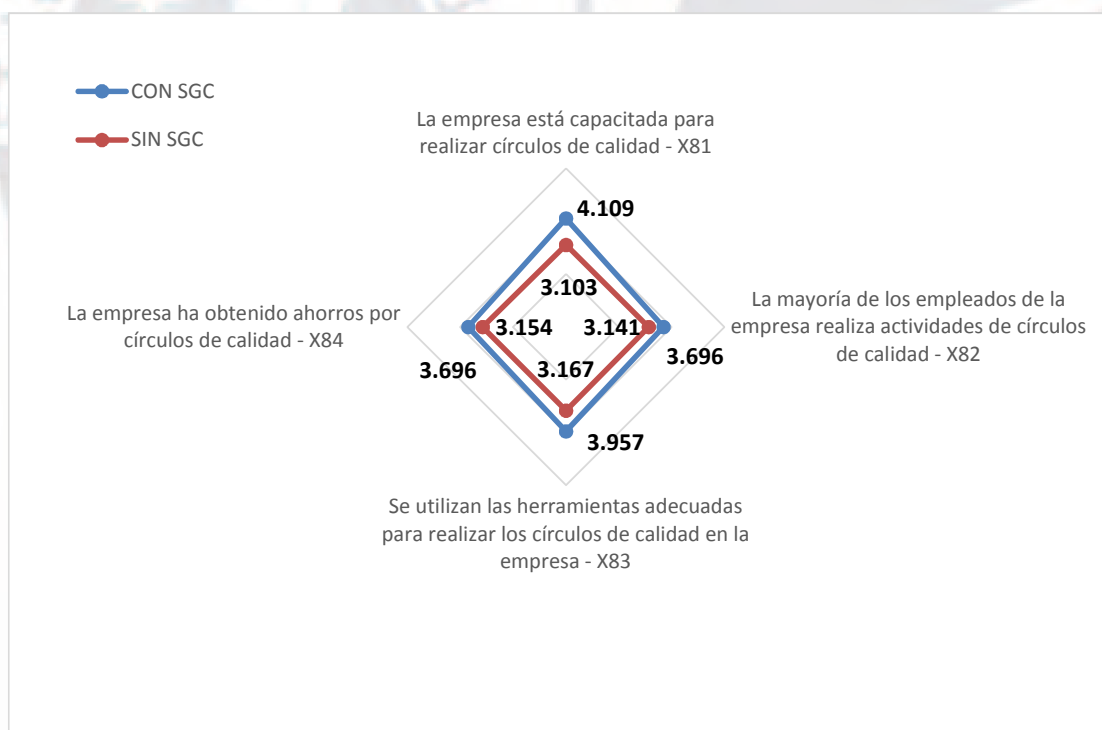 CON SGC
SIN SGC
La empresa está capacitada para
realizar círculos de calidad - X81
4.109
3.103
La empresa ha obtenido ahorros por
círculos de calidad - X84
3.154
3.141
La mayoría de los empleados de la
empresa realiza actividades de círculos
de calidad - X82
3.696
3.167
3.696
3.957
Se utilizan las herramientas adecuadas
para realizar los círculos de calidad en la
empresa - X83